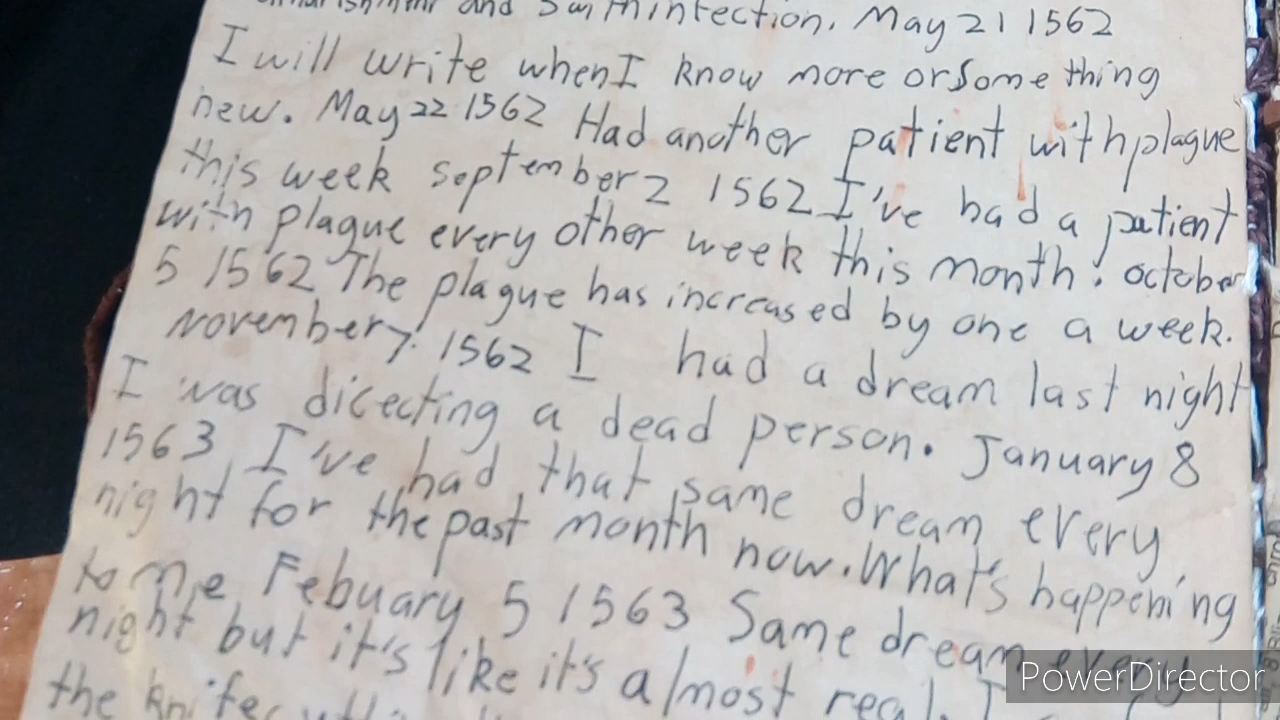 and infection. May 21 1562
I will write when I know more or some thing
new. May 22 1562 Had another patient with plague
this week september 2 1562 I've had a patient
with plague every other week this month. october
5 1562 The plague has increased by one a week.
november 7. 1562 I had a dream last night
I was dicecting a dead person. January 8
1563 I've had that same dream every
night for the past month now. What's happening
to me Febuary 5 1563 Same dream every
night but it's like it's almost real. I
the knife
PowerDirector